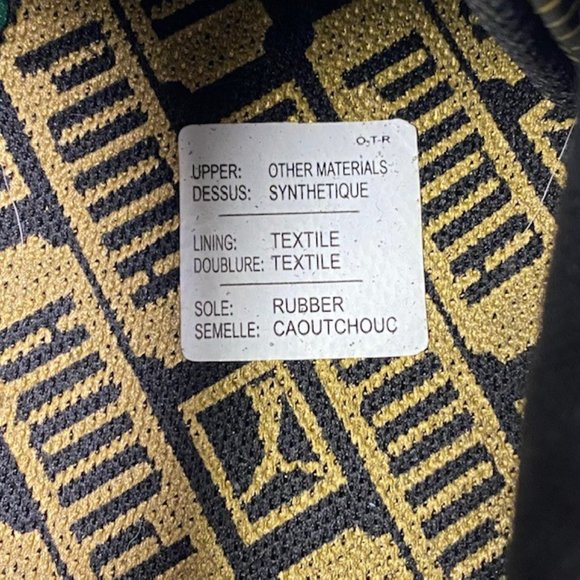 O-T-R
UPPER: OTHER MATERIALS
DESSUS: SYNTHETIQUE
LINING: TEXTILE
DOUBLURE: TEXTILE
SOLE: RUBBER
SEMELLE: CAOUTCHOUC